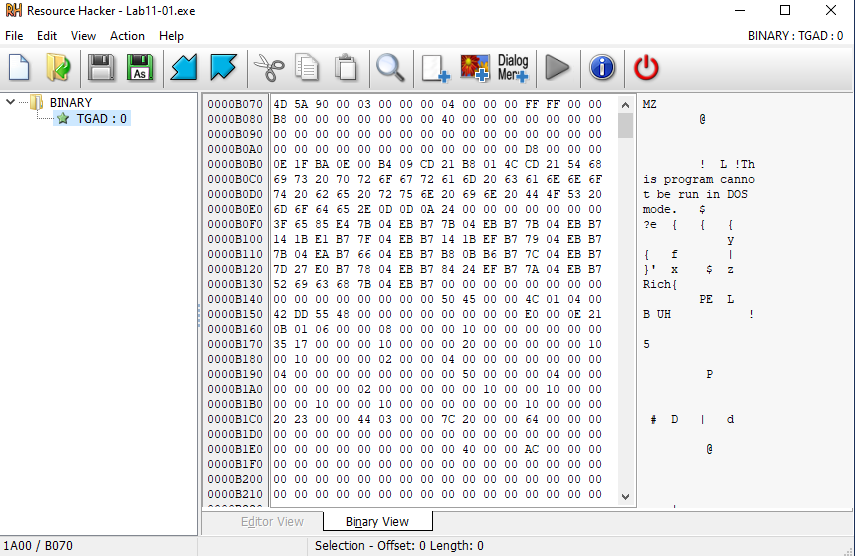 Resource Hacker - Lab11-01.exe
File Edit View Action Help BINARY : TGAD : 0
As Dialog Menu
BINARY
TGAD : 0
0000B070 4D 5A 90 00 03 00 00 00 04 00 00 00 FF FF 00 00 MZ
0000B080 B8 00 00 00 00 00 00 00 40 00 00 00 00 00 00 00 @
0000B090 00 00 00 00 00 00 00 00 00 00 00 00 00 00 00 00
0000B0A0 00 00 00 00 00 00 00 00 00 00 00 00 D8 00 00 00
0000B0B0 0E 1F BA 0E 00 B4 09 CD 21 B8 01 4C CD 21 54 68 ! L !Th
0000B0C0 69 73 20 70 72 6F 67 72 61 6D 20 63 61 6E 6E 6F is program canno
0000B0D0 74 20 62 65 20 72 75 6E 20 69 6E 20 44 4F 53 20 t be run in DOS
0000B0E0 6D 6F 64 65 2E 0D 0D 0A 24 00 00 00 00 00 00 00 mode. $
0000B0F0 3F 65 85 E4 7B 04 EB B7 7B 04 EB B7 7B 04 EB B7 ?e { { {
0000B100 14 1B E1 B7 7F 04 EB B7 14 1B EF B7 79 04 EB B7 y
0000B110 7B 04 EA B7 66 04 EB B7 B8 0B B6 B7 7C 04 EB B7 { f |
0000B120 7D 27 E0 B7 78 04 EB B7 84 24 EF B7 7A 04 EB B7 }' x $ z
0000B130 52 69 63 68 7B 04 EB B7 00 00 00 00 00 00 00 00 Rich{
0000B140 00 00 00 00 00 00 00 00 50 45 00 00 4C 01 04 00 PE L
0000B150 42 DD 55 48 00 00 00 00 00 00 00 00 E0 00 0E 21 B UH !
0000B160 0B 01 06 00 00 08 00 00 00 10 00 00 00 00 00 00
0000B170 35 17 00 00 00 10 00 00 00 20 00 00 00 00 00 10 5
0000B180 00 10 00 00 00 02 00 00 04 00 00 00 00 00 00 00
0000B190 04 00 00 00 00 00 00 00 00 50 00 00 00 04 00 00 P
0000B1A0 00 00 00 00 02 00 00 00 00 00 10 00 00 10 00 00
0000B1B0 00 00 10 00 00 10 00 00 00 00 00 00 10 00 00 00
0000B1C0 20 23 00 00 44 03 00 00 7C 20 00 00 64 00 00 00 # D | d
0000B1D0 00 00 00 00 00 00 00 00 00 00 00 00 00 00 00 00
0000B1E0 00 00 00 00 00 00 00 00 00 40 00 00 AC 00 00 00 @
0000B1F0 00 00 00 00 00 00 00 00 00 00 00 00 00 00 00 00
0000B200 00 00 00 00 00 00 00 00 00 00 00 00 00 00 00 00
0000B210 00 00 00 00 00 00 00 00 00 00 00 00 00 00 00 00
Editor View Binary View
1A00 / B070 Selection - Offset: 0 Length: 0